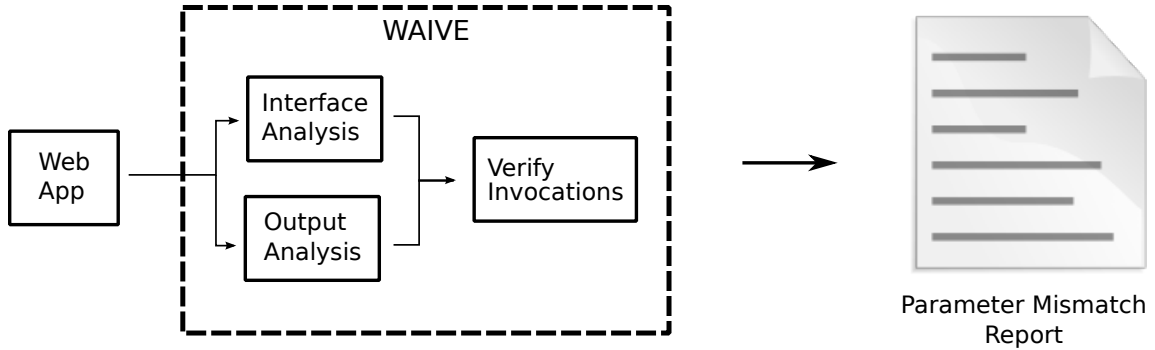 WAIVE
Web
App
Interface
Analysis
Output
Analysis
Verify
Invocations
Parameter Mismatch
Report